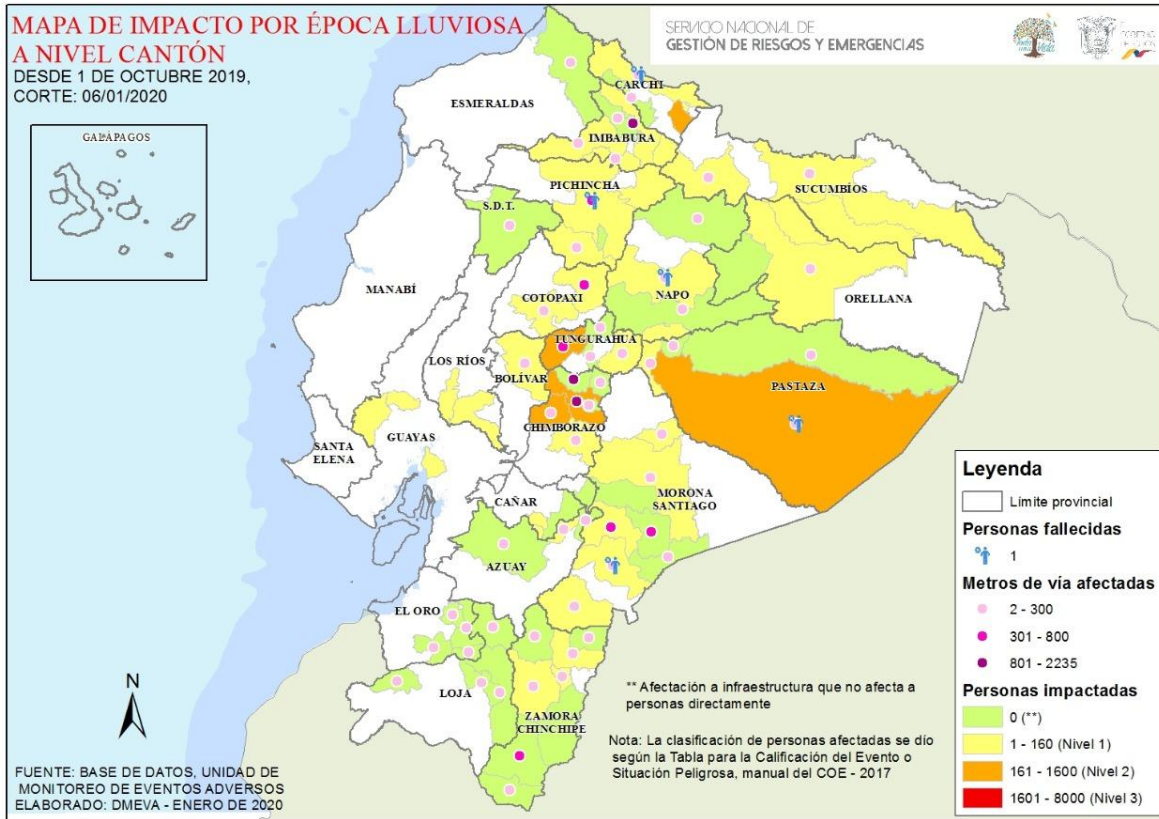 MAPA DE IMPACTO POR ÉPOCA LLUVIOSA
A NIVEL CANTÓN
DESDE 1 DE OCTUBRE 2019,
CORTE: 06/01/2020
SERVICIO NACIONAL DE
GESTIÓN DE RIESGOS Y EMERGENCIAS
GALÁPAGOS
ESMERALDAS
CARCHI
IMBABURA
PICHINCHA
SUCUMBÍOS
S.D.T.
MANABÍ
COTOPAXI
NAPO
ORELLANA
TUNGURAHUA
LOS RÍOS
BOLÍVAR
PASTAZA
CHIMBORAZO
GUAYAS
SANTA
ELENA
CAÑAR
MORONA
SANTIAGO
AZUAY
EL ORO
LOJA
ZAMORA
CHINCHIPE
N
Leyenda
Límite provincial
Personas fallecidas
1
Metros de vía afectadas
2 - 300
301 - 800
801 - 2235
Personas impactadas
0 (**)
1 - 160 (Nivel 1)
161 - 1600 (Nivel 2)
1601 - 8000 (Nivel 3)
** Afectación a infraestructura que no afecta a
personas directamente
Nota: La clasificación de personas afectadas se dío
según la Tabla para la Calificación del Evento o
Situación Peligrosa, manual del COE - 2017
FUENTE: BASE DE DATOS, UNIDAD DE
MONITOREO DE EVENTOS ADVERSOS
ELABORADO: DMEVA - ENERO DE 2020